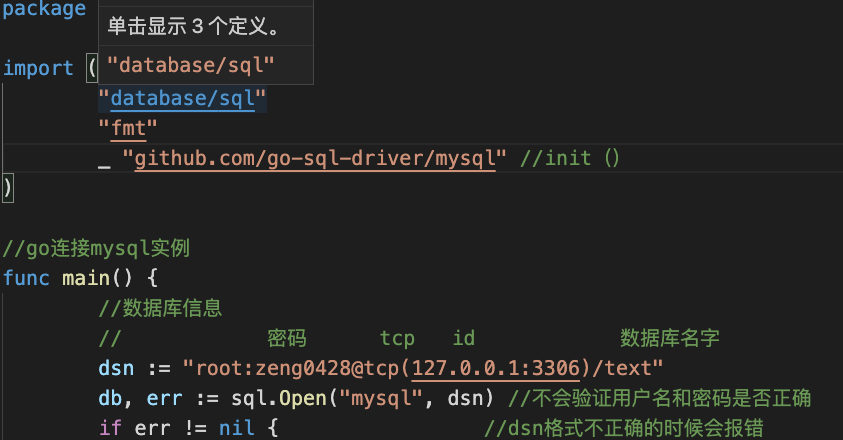 package
单击显示 3 个定义。
import (
"database/sql"
"database/sql"
"fmt"
_ "github.com/go-sql-driver/mysql" //init（）
)
//go连接mysql实例
func main() {
//数据库信息
// 密码 tcp id 数据库名字
dsn := "root:zeng0428@tcp(127.0.0.1:3306)/text"
db, err := sql.Open("mysql", dsn) //不会验证用户名和密码是否正确
if err != nil { //dsn格式不正确的时候会报错